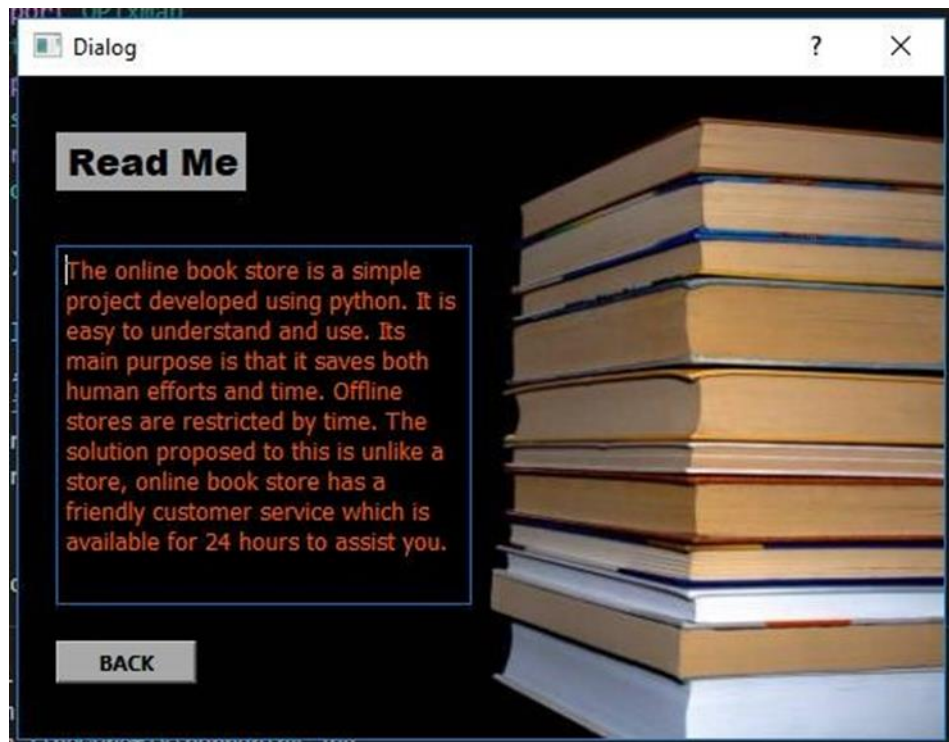 Dialog
?
Read Me
The online book store is a simple
project developed using python. It is
easy to understand and use. Its
main purpose is that it saves both
human efforts and time. Offline
stores are restricted by time. The
solution proposed to this is unlike a
store, online book store has a
friendly customer service which is
available for 24 hours to assist you.
BACK